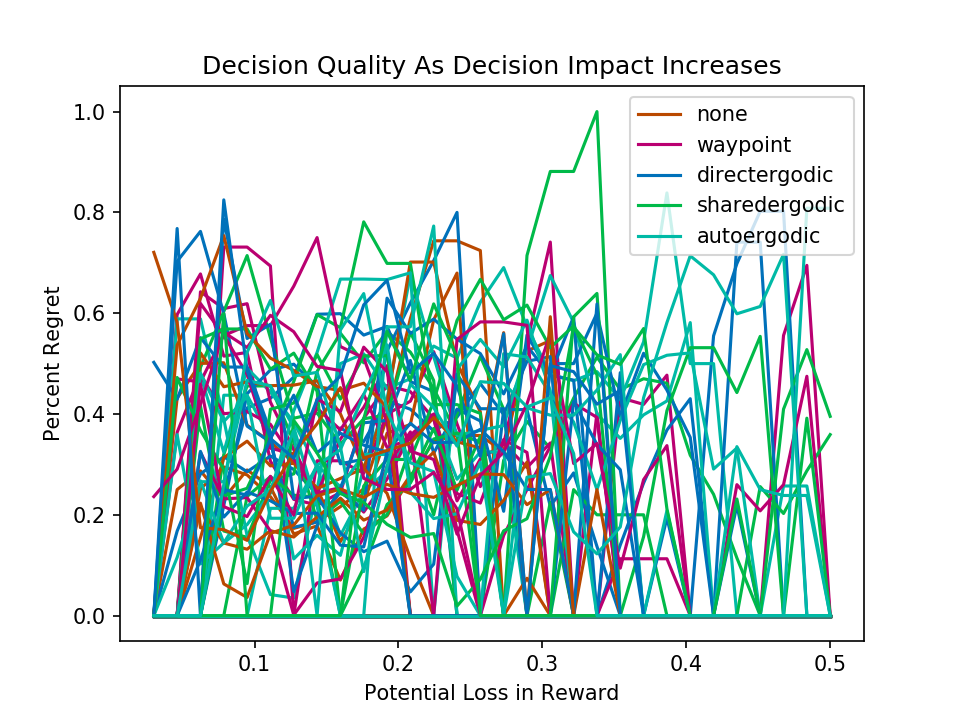 Decision Quality As Decision Impact Increases
none
waypoint
directergodic
sharedergodic
autoergodic
Percent Regret
1.0
0.8
0.6
0.4
0.2
0.0
0.1
0.2
0.3
0.4
0.5
Potential Loss in Reward